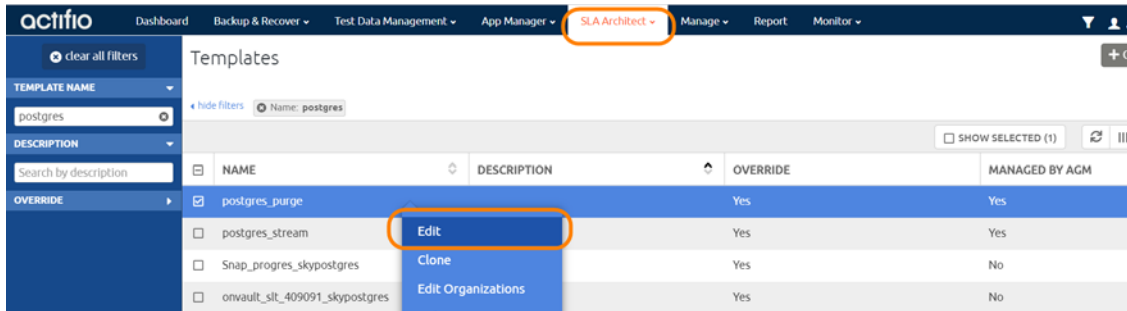 actifio Dashboard Backup & Recover Test Data Management App Manager SLA Architect Manage Report Monitor
clear all filters
Templates
TEMPLATE NAME
postgres
hide filters Name: postgres
DESCRIPTION
SHOW SELECTED (1)
Search by description
NAME DESCRIPTION OVERRIDE MANAGED BY AGM
OVERRIDE
postgres_purge Yes Yes
postgres_stream Edit Yes Yes
Snap_progres_skypostgres Clone Yes No
onvault_slt_409091_skypostgres Edit Organizations Yes No